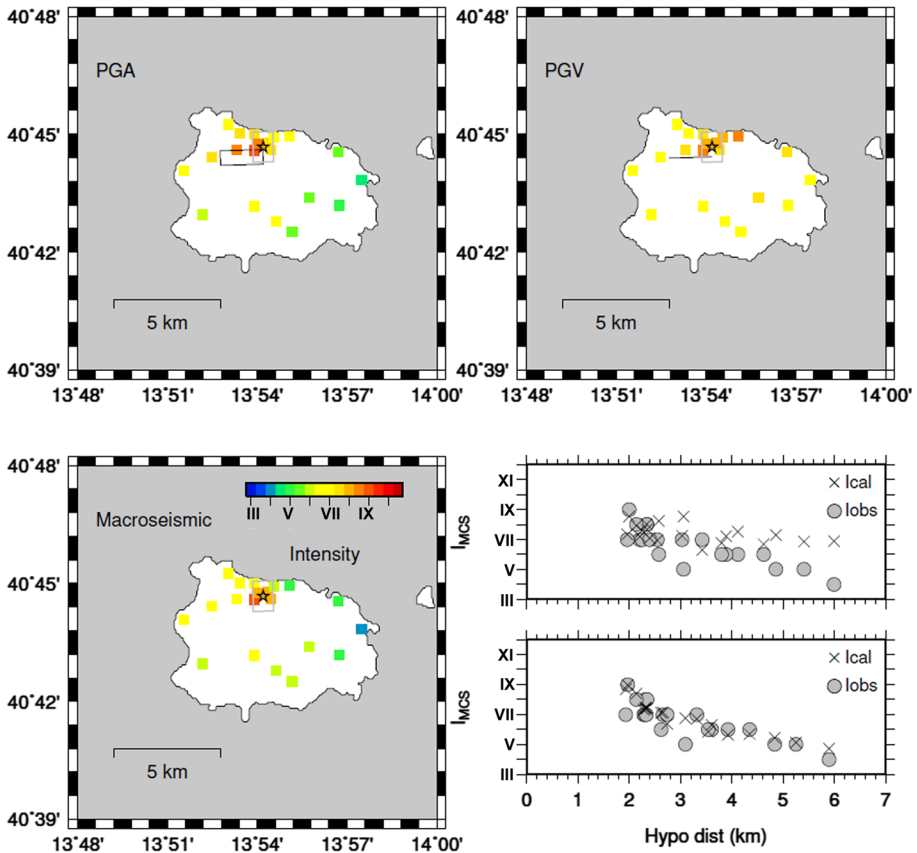 40°48'
PGA
40°45'
40°42'
5 km
40°39'
13°48' 13°51' 13°54' 13°57' 14°00'
40°48'
PGV
40°45'
40°42'
5 km
40°39'
13°48' 13°51' 13°54' 13°57' 14°00'
40°48'
III V VII IX
Macroseismic
Intensity
40°45'
40°42'
5 km
40°39'
13°48' 13°51' 13°54' 13°57' 14°00'
XI
IX
VII
V
III
I MCS
Ical
Iobs
XI
IX
VII
V
III
I MCS
Ical
Iobs
0 1 2 3 4 5 6 7
Hypo dist (km)